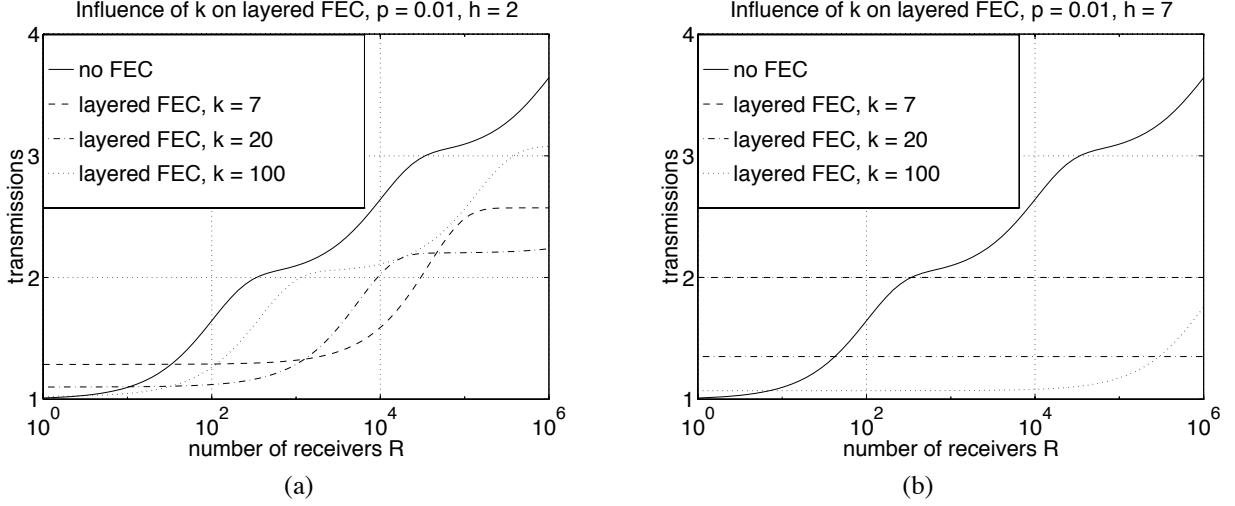 Influence of k on layered FEC, p = 0.01, h = 2
4
3
2
1
transmissions
no FEC
layered FEC, k = 7
layered FEC, k = 20
layered FEC, k = 100
10^0
10^2
10^4
10^6
number of receivers R
(a)
Influence of k on layered FEC, p = 0.01, h = 7
4
3
2
1
transmissions
no FEC
layered FEC, k = 7
layered FEC, k = 20
layered FEC, k = 100
10^0
10^2
10^4
10^6
number of receivers R
(b)